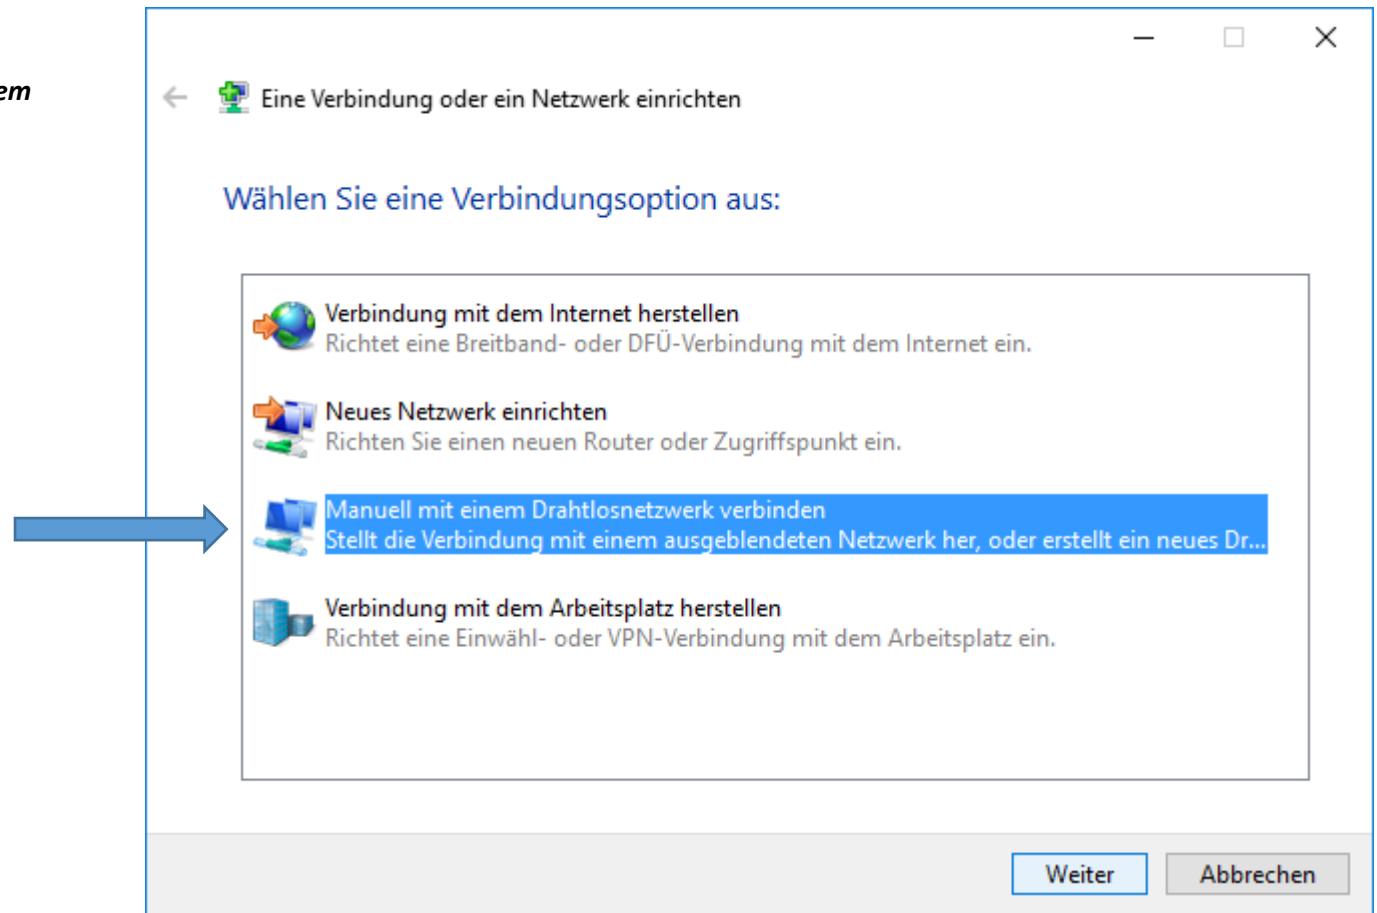 em
Eine Verbindung oder ein Netzwerk einrichten
Wählen Sie eine Verbindungsoption aus:
Verbindung mit dem Internet herstellen
Richtet eine Breitband- oder DFÜ-Verbindung mit dem Internet ein.
Neues Netzwerk einrichten
Richten Sie einen neuen Router oder Zugriffspunkt ein.
Manuell mit einem Drahtlosnetzwerk verbinden
Stellt die Verbindung mit einem ausgeblendeten Netzwerk her, oder erstellt ein neues Dr...
Verbindung mit dem Arbeitsplatz herstellen
Richtet eine Einwähl- oder VPN-Verbindung mit dem Arbeitsplatz ein.
Weiter
Abbrechen